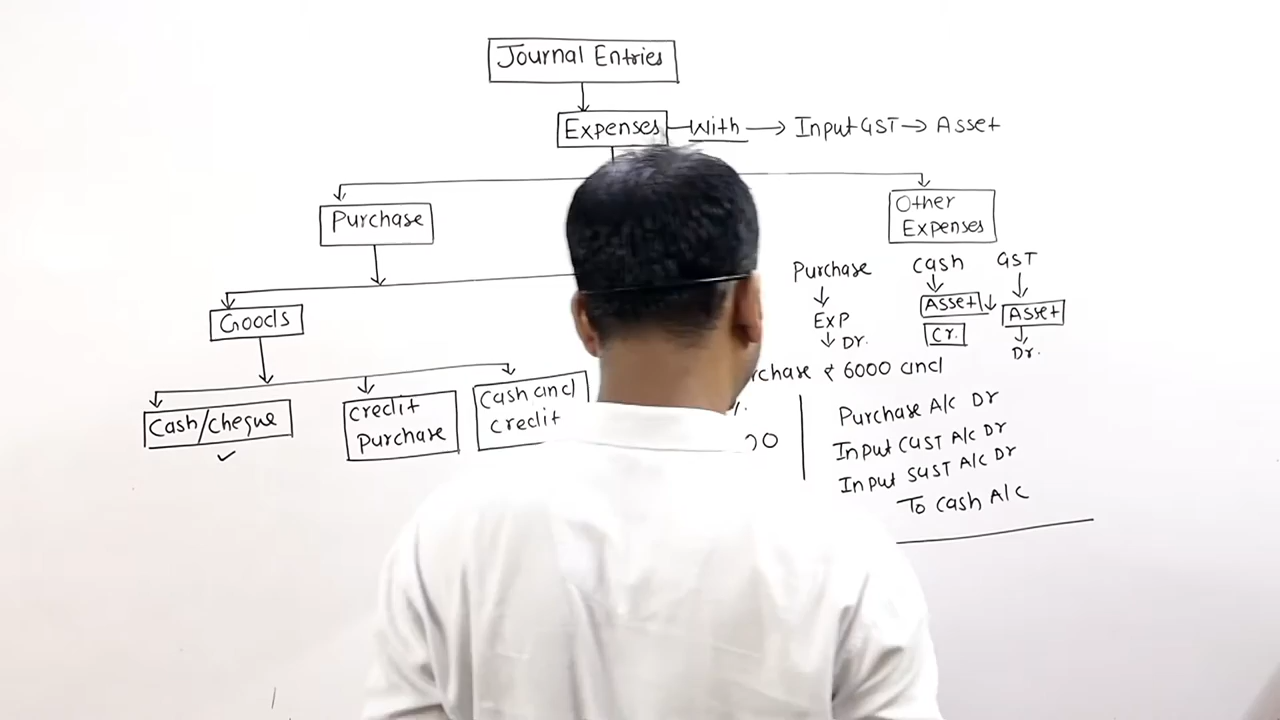 Journal Entries
Expenses With → Input GST → Asset
Purchase
Other
Expenses
Purchase
Cash
GST
Goods
Exp
Dr.
Asset ↓
Cr.
Asset
Dr.
Cash/cheque
credit
purchase
Cash and
credit
₹ 6000 and
Purchase A/c Dr
Input CGST A/c Dr
Input SGST A/c Dr
To Cash A/c